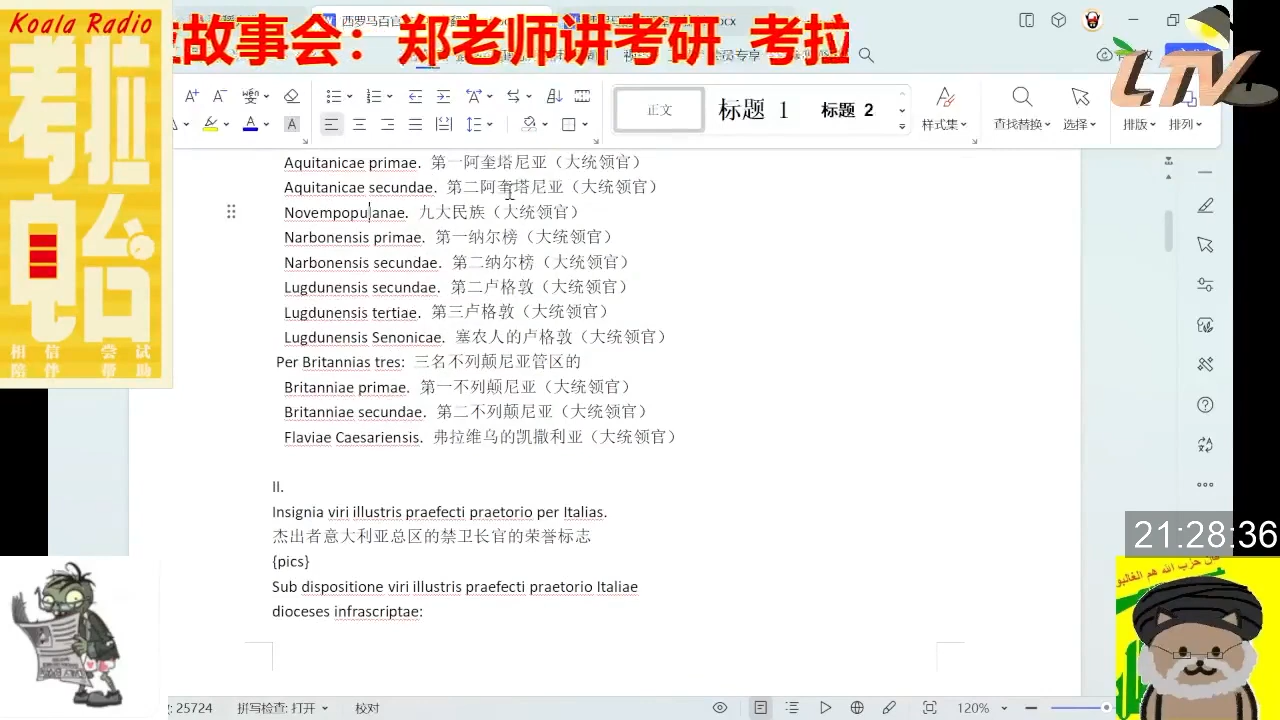 Koala Radio
考拉
电台
相信 尝试
陪伴 帮助
故事会：郑老师讲考研 考拉
LTV
西罗马百官
正文
标题 1
标题 2
样式集
查找替换
选择
排版
排列
Aquitanicae primae. 第一阿奎塔尼亚（大统领官）
Aquitanicae secundae. 第二阿奎塔尼亚（大统领官）
Novempopulanae. 九大民族（大统领官）
Narbonensis primae. 第一纳尔榜（大统领官）
Narbonensis secundae. 第二纳尔榜（大统领官）
Lugdunensis secundae. 第二卢格敦（大统领官）
Lugdunensis tertiae. 第三卢格敦（大统领官）
Lugdunensis Senonicae. 塞农人的卢格敦（大统领官）
Per Britannias tres: 三名不列颠尼亚管区的
Britanniae primae. 第一不列颠尼亚（大统领官）
Britanniae secundae. 第二不列颠尼亚（大统领官）
Flaviae Caesariensis. 弗拉维乌的凯撒利亚（大统领官）
II.
Insignia viri illustris praefecti praetorio per Italias.
杰出者意大利亚总区的禁卫长官的荣誉标志
{pics}
Sub dispositione viri illustris praefecti praetorio Italiae
dioceses infrascriptae:
21:28:36
: 25724 拼写检查: 打开 校对
120%